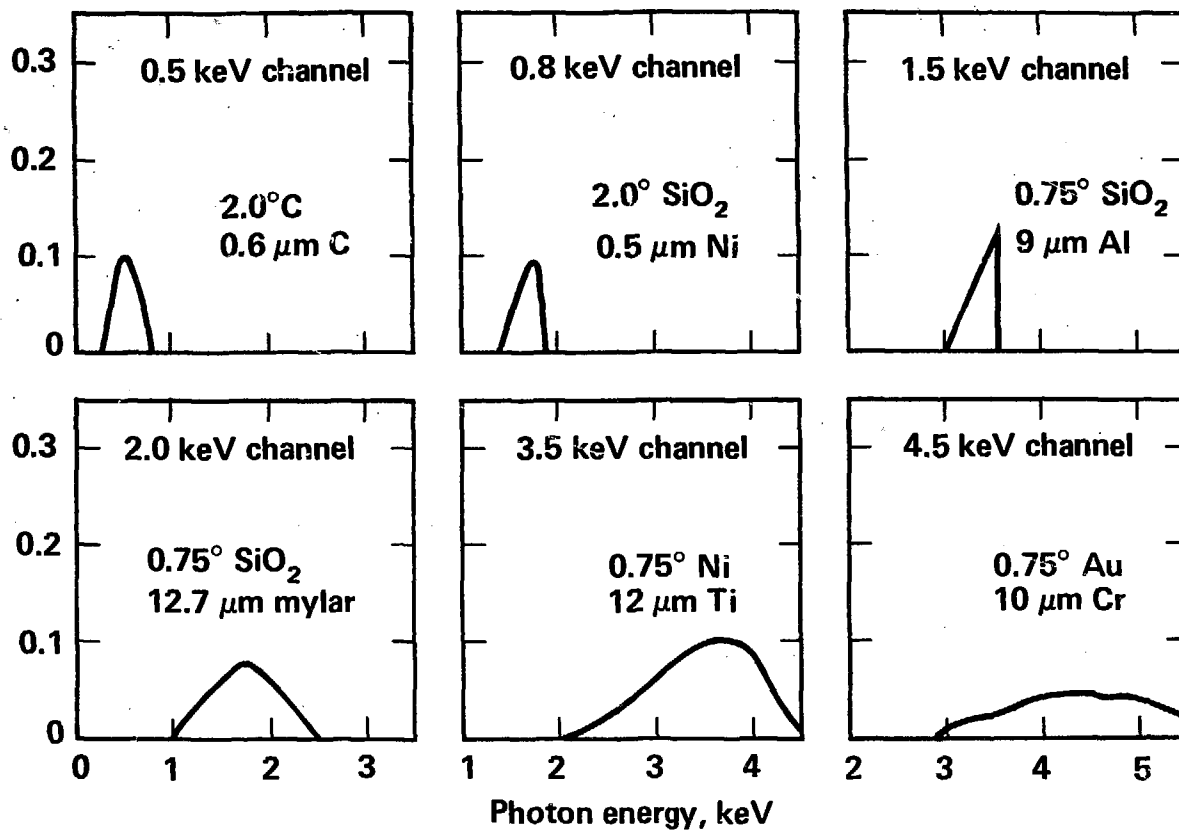 0.3
0.2
0.1
0
0.5 keV channel
2.0°C
0.6 μm C
0.8 keV channel
2.0° SiO₂
0.5 μm Ni
1.5 keV channel
0.75° SiO₂
9 μm Al
0.3
0.2
0.1
0
2.0 keV channel
0.75° SiO₂
12.7 μm mylar
3.5 keV channel
0.75° Ni
12 μm Ti
4.5 keV channel
0.75° Au
10 μm Cr
0 1 2 3 1 2 3 4 2 3 4 5
Photon energy, keV